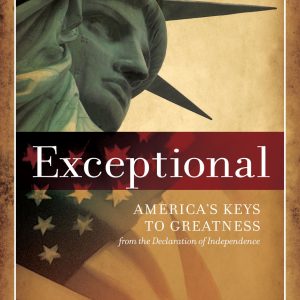 Exceptional
AMERICA'S KEYS
TO GREATNESS
from the Declaration of Independence